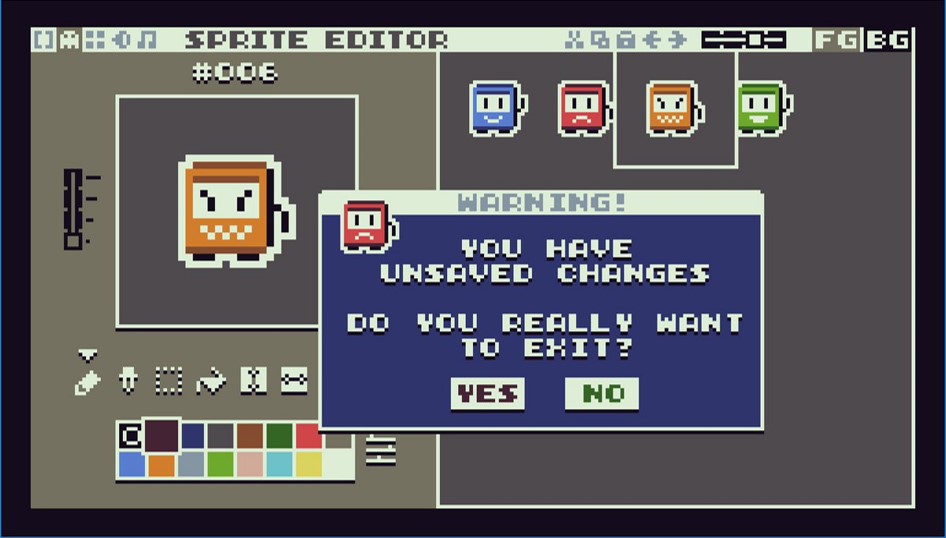 SPRITE EDITOR
FG BG
#006
WARNING!
YOU HAVE
UNSAVED CHANGES
DO YOU REALLY WANT
TO EXIT?
YES NO
C